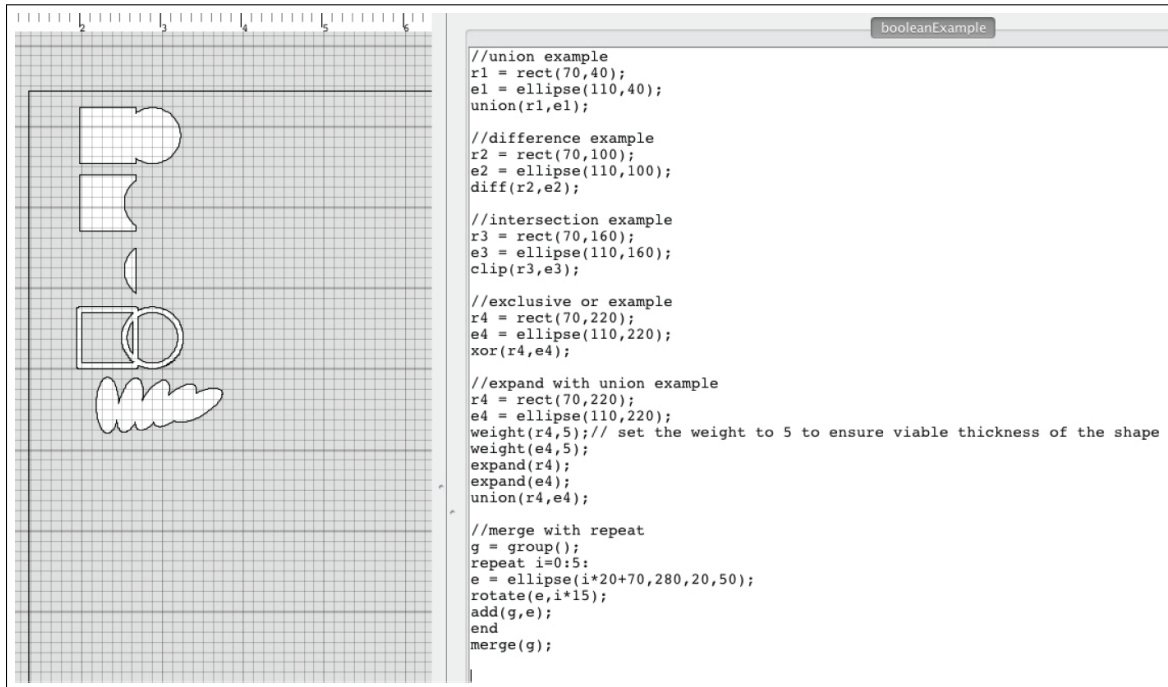 2 3 4 5 6
booleanExample
//union example
r1 = rect(70,40);
e1 = ellipse(110,40);
union(r1,e1);
//difference example
r2 = rect(70,100);
e2 = ellipse(110,100);
diff(r2,e2);
//intersection example
r3 = rect(70,160);
e3 = ellipse(110,160);
clip(r3,e3);
//exclusive or example
r4 = rect(70,220);
e4 = ellipse(110,220);
xor(r4,e4);
//expand with union example
r4 = rect(70,220);
e4 = ellipse(110,220);
weight(r4,5);// set the weight to 5 to ensure viable thickness of the shape
weight(e4,5);
expand(r4);
expand(e4);
union(r4,e4);
//merge with repeat
g = group();
repeat i=0:5:
e = ellipse(i*20+70,280,20,50);
rotate(e,i*15);
add(g,e);
end
merge(g);